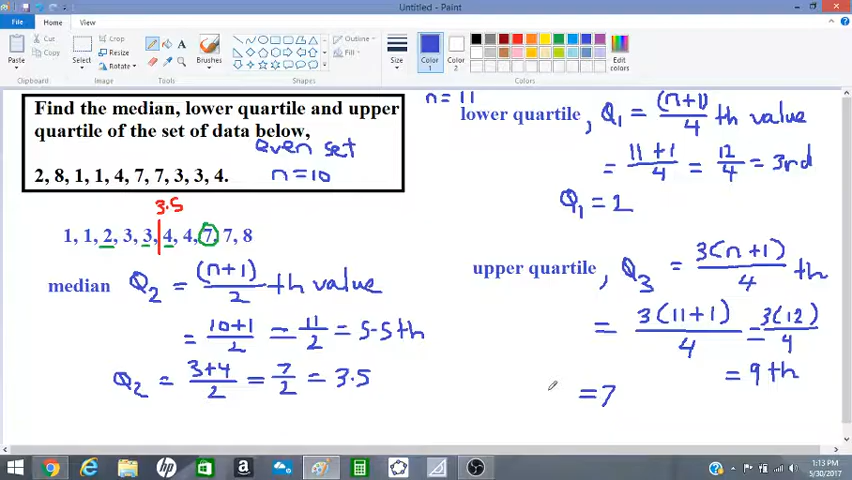 Untitled - Paint
File
Home
View
Cut
Copy
Paste
Clipboard
Select
Crop
Resize
Rotate
Image
Tools
Brushes
Shapes
Outline
Fill
Size
Color 1
Color 2
Colors
Edit colors
Find the median, lower quartile and upper
quartile of the set of data below,
even set
2, 8, 1, 1, 4, 7, 7, 3, 3, 4.
n=10
3.5
1, 1, 2, 3, 3, 4, 4, 7, 7, 8
median Q2 = (n+1)/2 th value
= 10+1/2 = 11/2 = 5.5th
Q2 = 3+4/2 = 7/2 = 3.5
n=11
lower quartile, Q1 = (n+1)/4 th value
= 11+1/4 = 12/4 = 3rd
Q1 = 2
upper quartile, Q3 = 3(n+1)/4 th
= 3(11+1)/4 = 3(12)/4
= 9th
= 7
1:13 PM
5/30/2017